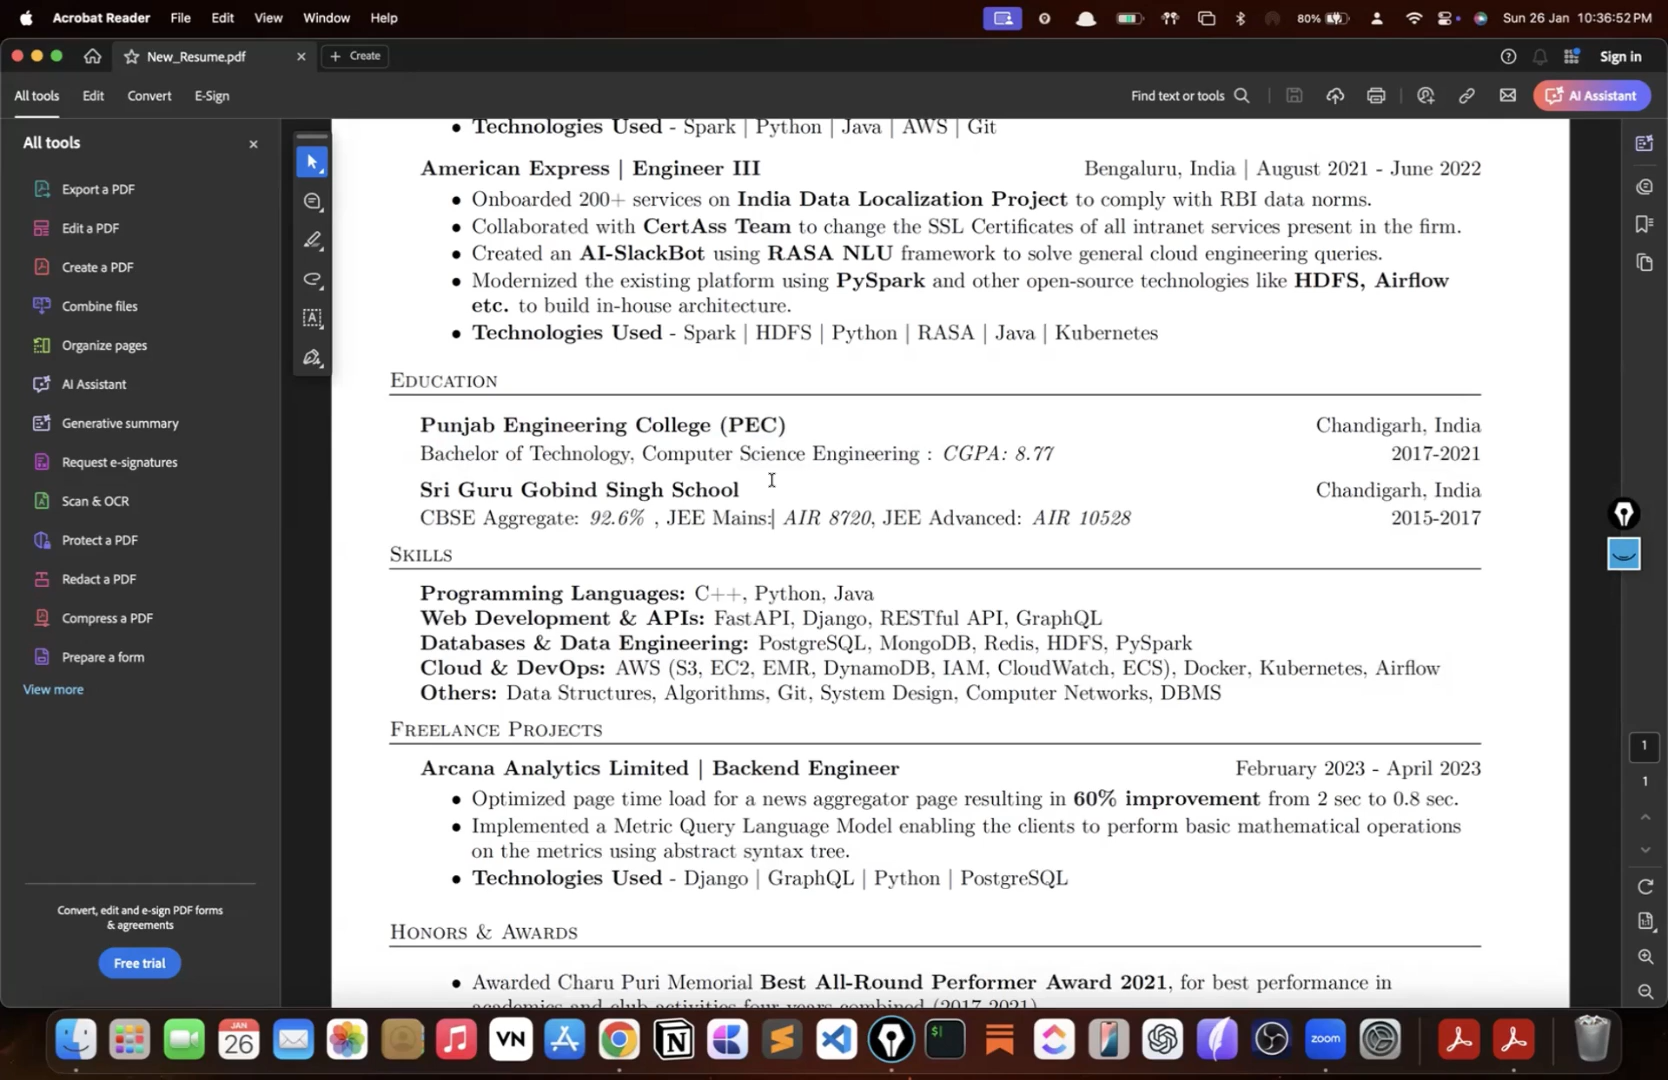 Acrobat Reader File Edit View Window Help 80% Sun 26 Jan 10:36:52 PM
New_Resume.pdf + Create Sign in
All tools Edit Convert E-Sign Find text or tools AI Assistant
All tools
Export a PDF
Edit a PDF
Create a PDF
Combine files
Organize pages
AI Assistant
Generative summary
Request e-signatures
Scan & OCR
Protect a PDF
Redact a PDF
Compress a PDF
Prepare a form
View more
Convert, edit and e-sign PDF forms
& agreements
Free trial
• Technologies Used - Spark | Python | Java | AWS | Git
American Express | Engineer III Bengaluru, India | August 2021 - June 2022
• Onboarded 200+ services on India Data Localization Project to comply with RBI data norms.
• Collaborated with CertAss Team to change the SSL Certificates of all intranet services present in the firm.
• Created an AI-SlackBot using RASA NLU framework to solve general cloud engineering queries.
• Modernized the existing platform using PySpark and other open-source technologies like HDFS, Airflow
etc. to build in-house architecture.
• Technologies Used - Spark | HDFS | Python | RASA | Java | Kubernetes
Education
Punjab Engineering College (PEC) Chandigarh, India
Bachelor of Technology, Computer Science Engineering : CGPA: 8.77 2017-2021
Sri Guru Gobind Singh School Chandigarh, India
CBSE Aggregate: 92.6% , JEE Mains: AIR 8720, JEE Advanced: AIR 10528 2015-2017
Skills
Programming Languages: C++, Python, Java
Web Development & APIs: FastAPI, Django, RESTful API, GraphQL
Databases & Data Engineering: PostgreSQL, MongoDB, Redis, HDFS, PySpark
Cloud & DevOps: AWS (S3, EC2, EMR, DynamoDB, IAM, CloudWatch, ECS), Docker, Kubernetes, Airflow
Others: Data Structures, Algorithms, Git, System Design, Computer Networks, DBMS
Freelance Projects
Arcana Analytics Limited | Backend Engineer February 2023 - April 2023
• Optimized page time load for a news aggregator page resulting in 60% improvement from 2 sec to 0.8 sec.
• Implemented a Metric Query Language Model enabling the clients to perform basic mathematical operations
on the metrics using abstract syntax tree.
• Technologies Used - Django | GraphQL | Python | PostgreSQL
Honors & Awards
• Awarded Charu Puri Memorial Best All-Round Performer Award 2021, for best performance in
academics and club activities four years combined (2017-2021)
1
1
JAN
26
VN
zoom